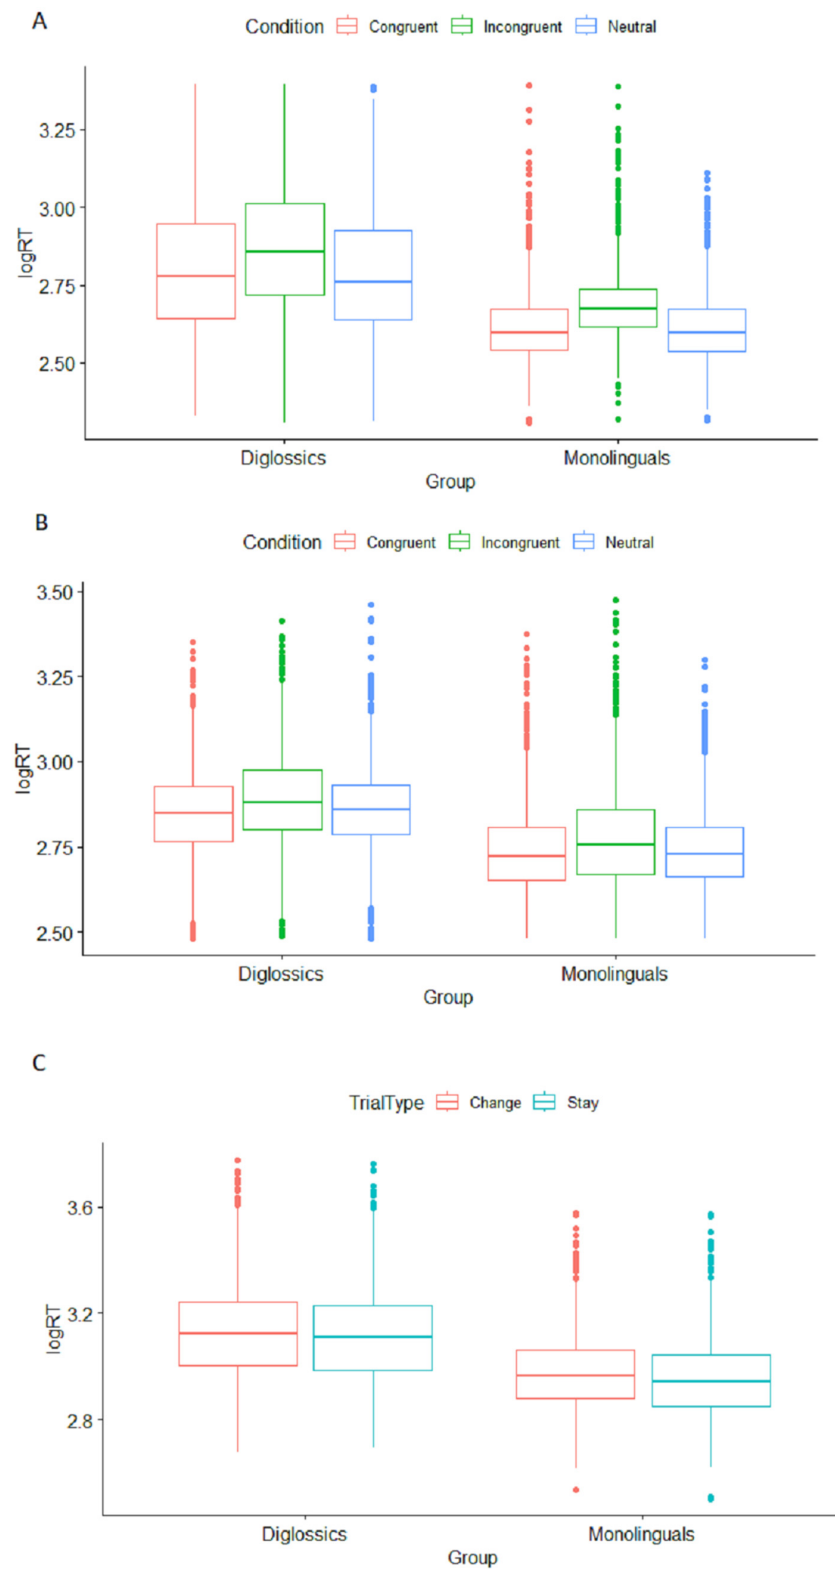 A
Condition Congruent Incongruent Neutral
3.25
3.00
2.75
2.50
logRT
Diglossics Monolinguals
Group
B
Condition Congruent Incongruent Neutral
3.50
3.25
3.00
2.75
2.50
logRT
Diglossics Monolinguals
Group
C
TrialType Change Stay
3.6
3.2
2.8
logRT
Diglossics Monolinguals
Group